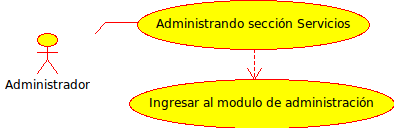 Administrando sección Servicios
Administrador
Ingresar al modulo de administración